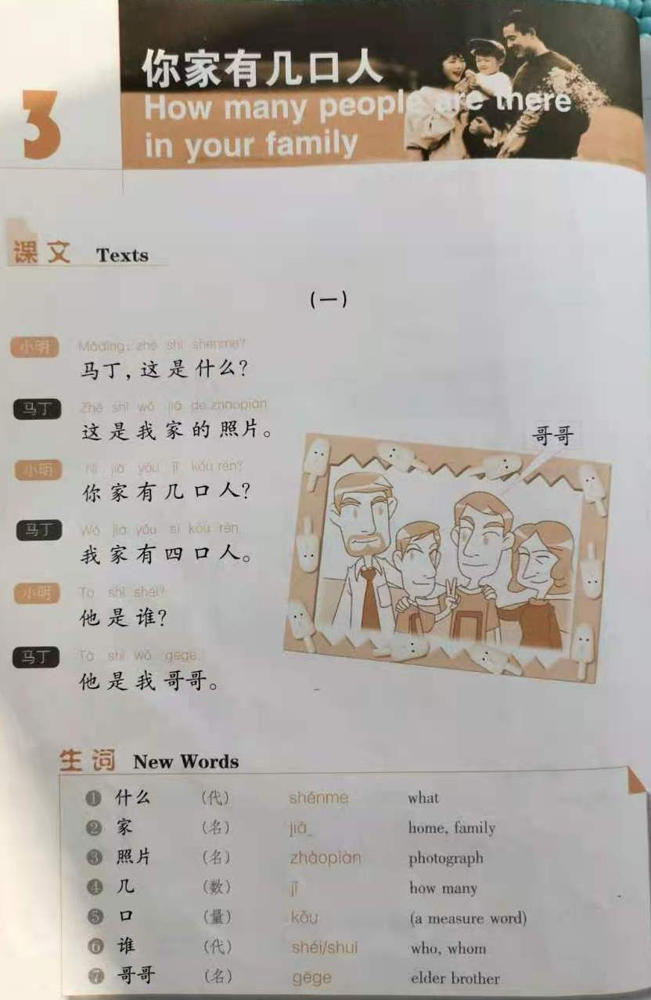 3
你家有几口人
How many people are there
in your family
课文 Texts
(一)
小明 Mǎdīng, zhè shì shénme?
马丁，这是什么？
马丁 Zhè shì wǒ jiā de zhàopiàn
这是我家的照片。
小明 Nǐ jiā yǒu jǐ kǒu rén?
你家有几口人？
马丁 Wǒ jiā yǒu sì kǒu rén
我家有四口人。
小明 Tā shì shéi?
他是谁？
马丁 Tā shì wǒ gēge
他是我哥哥。
哥哥
生词 New Words
1 什么 （代） shénme what
2 家 （名） jiā home, family
3 照片 （名） zhàopiàn photograph
4 几 （数） jǐ how many
5 口 （量） kǒu (a measure word)
6 谁 （代） shéi/shuí who, whom
7 哥哥 （名） gēge elder brother